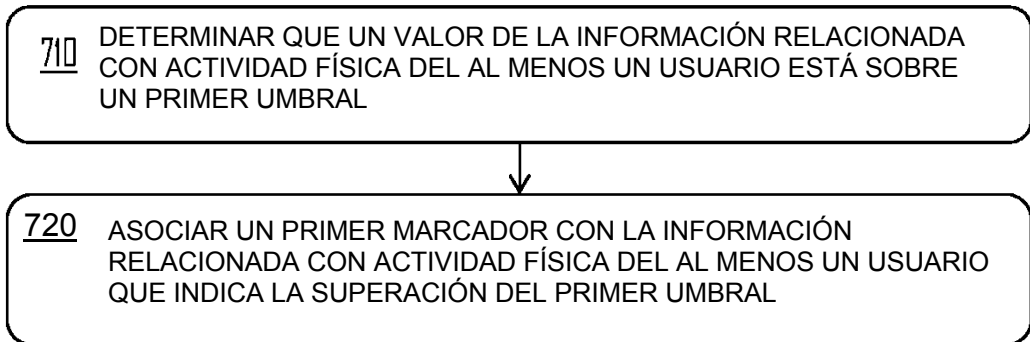 710 DETERMINAR QUE UN VALOR DE LA INFORMACIÓN RELACIONADA
CON ACTIVIDAD FÍSICA DEL AL MENOS UN USUARIO ESTÁ SOBRE
UN PRIMER UMBRAL
720 ASOCIAR UN PRIMER MARCADOR CON LA INFORMACIÓN
RELACIONADA CON ACTIVIDAD FÍSICA DEL AL MENOS UN USUARIO
QUE INDICA LA SUPERACIÓN DEL PRIMER UMBRAL